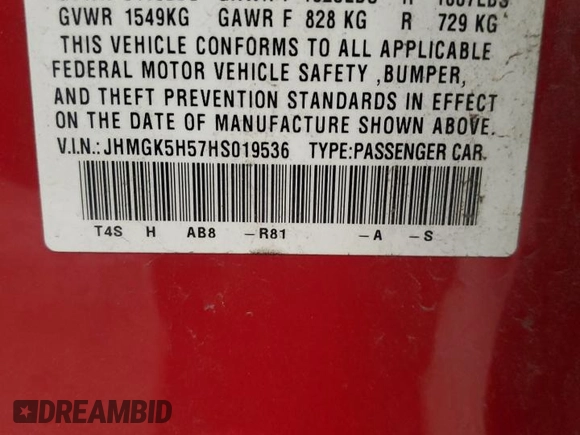 GVWR 1549KG GAWR F 828 KG R 729 KG
THIS VEHICLE CONFORMS TO ALL APPLICABLE
FEDERAL MOTOR VEHICLE SAFETY ,BUMPER,
AND THEFT PREVENTION STANDARDS IN EFFECT
ON THE DATE OF MANUFACTURE SHOWN ABOVE.
V.I.N.: JHMGK5H57HS019536 TYPE:PASSENGER CAR
T4S H AB8 -R81 -A -S
DREAMBID